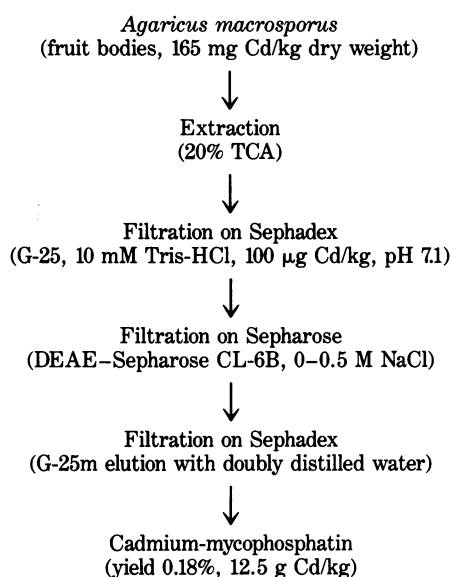 Agaricus macrosporus
(fruit bodies, 165 mg Cd/kg dry weight)
Extraction
(20% TCA)
Filtration on Sephadex
(G-25, 10 mM Tris-HCl, 100 μg Cd/kg, pH 7.1)
Filtration on Sepharose
(DEAE–Sepharose CL-6B, 0–0.5 M NaCl)
Filtration on Sephadex
(G-25m elution with doubly distilled water)
Cadmium-mycophosphatin
(yield 0.18%, 12.5 g Cd/kg)